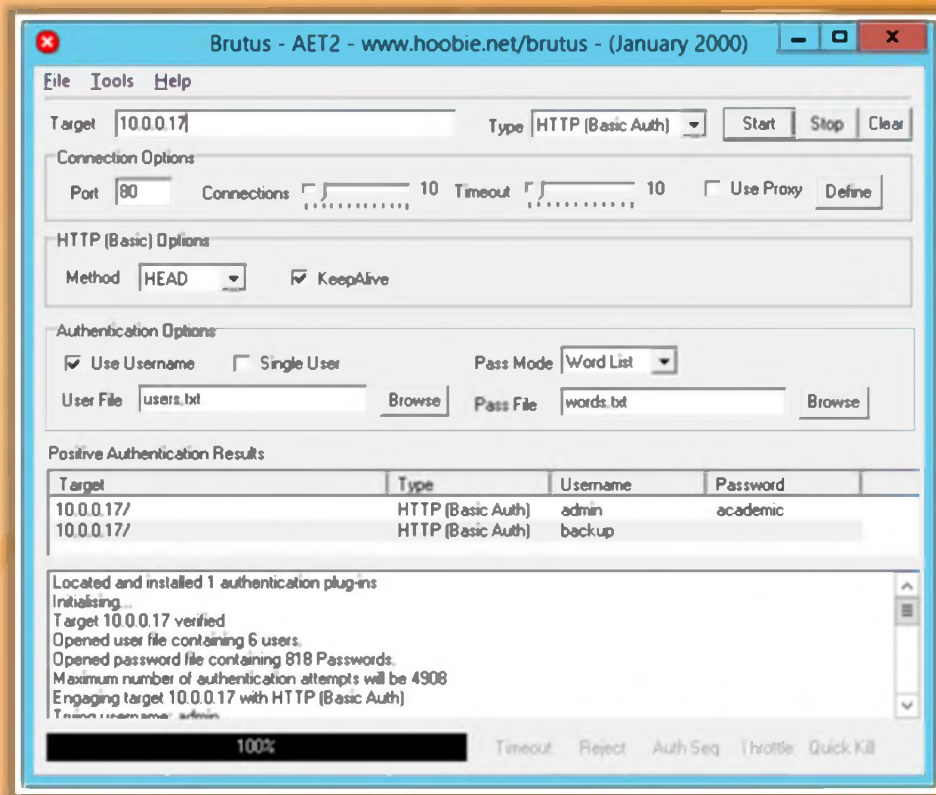 Brutus - AET2 - www.hoobie.net/brutus - (January 2000)
File Tools Help
Target 10.0.0.17 Type HTTP (Basic Auth) Start Stop Clear
Connection Options
Port 80 Connections 10 Timeout 10 Use Proxy Define
HTTP (Basic) Options
Method HEAD KeepAlive
Authentication Options
Use Username Single User Pass Mode Word List
User File users.txt Browse Pass File words.txt Browse
Positive Authentication Results
Target Type Username Password
10.0.0.17/ HTTP (Basic Auth) admin academic
10.0.0.17/ HTTP (Basic Auth) backup
Located and installed 1 authentication plug-ins
Initialising...
Target 10.0.0.17 verified
Opened user file containing 6 users.
Opened password file containing 818 Passwords.
Maximum number of authentication attempts will be 4908
Engaging target 10.0.0.17 with HTTP (Basic Auth)
Trying username: admin
100% Timeout Reject Auth Seq Throttle Quick Kill